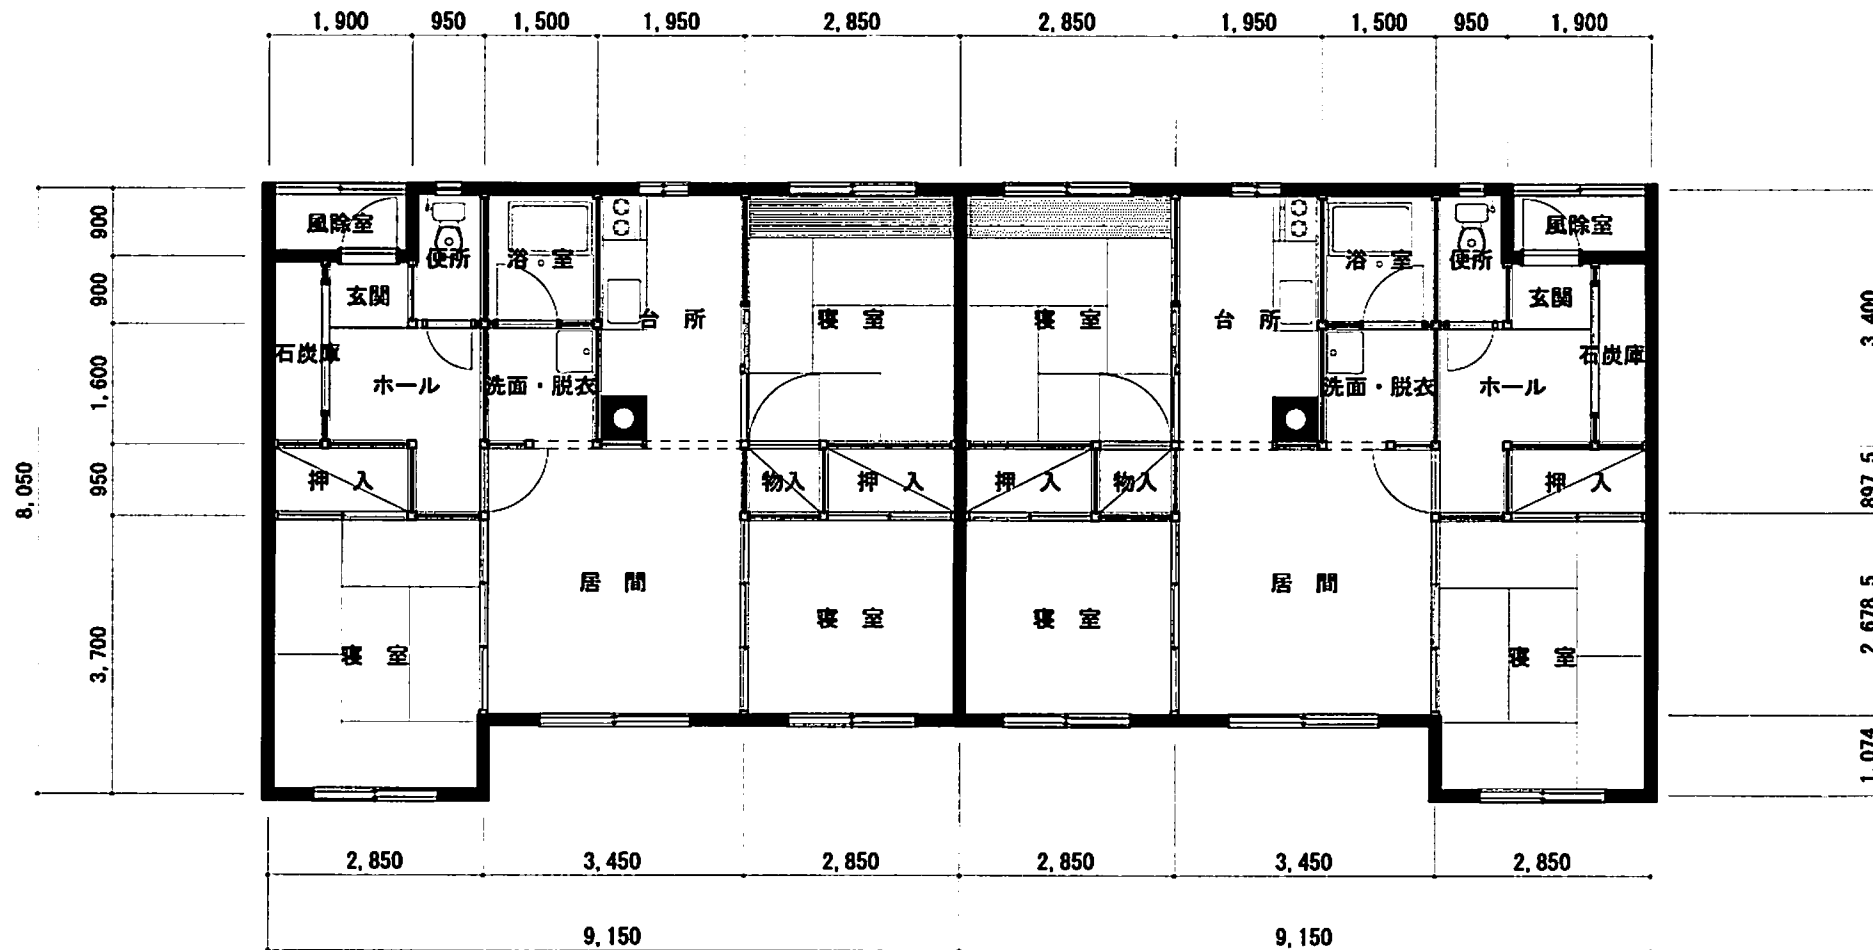 1,900 950 1,500 1,950 2,850 2,850 1,950 1,500 950 1,900
風除室 便所 浴室 浴室 便所 風除室
900
900
1,600
950
3,700
8,050
玄関 台所 寝室 寝室 台所 玄関
石炭庫 石炭庫
ホール 洗面・脱衣 洗面・脱衣 ホール
押入 物入 押入 押入 物入 押入
居間 居間
寝室 寝室
寝室 寝室
3,400
897.5
2,678.5
1,074
2,850 3,450 2,850 2,850 3,450 2,850
9,150 9,150